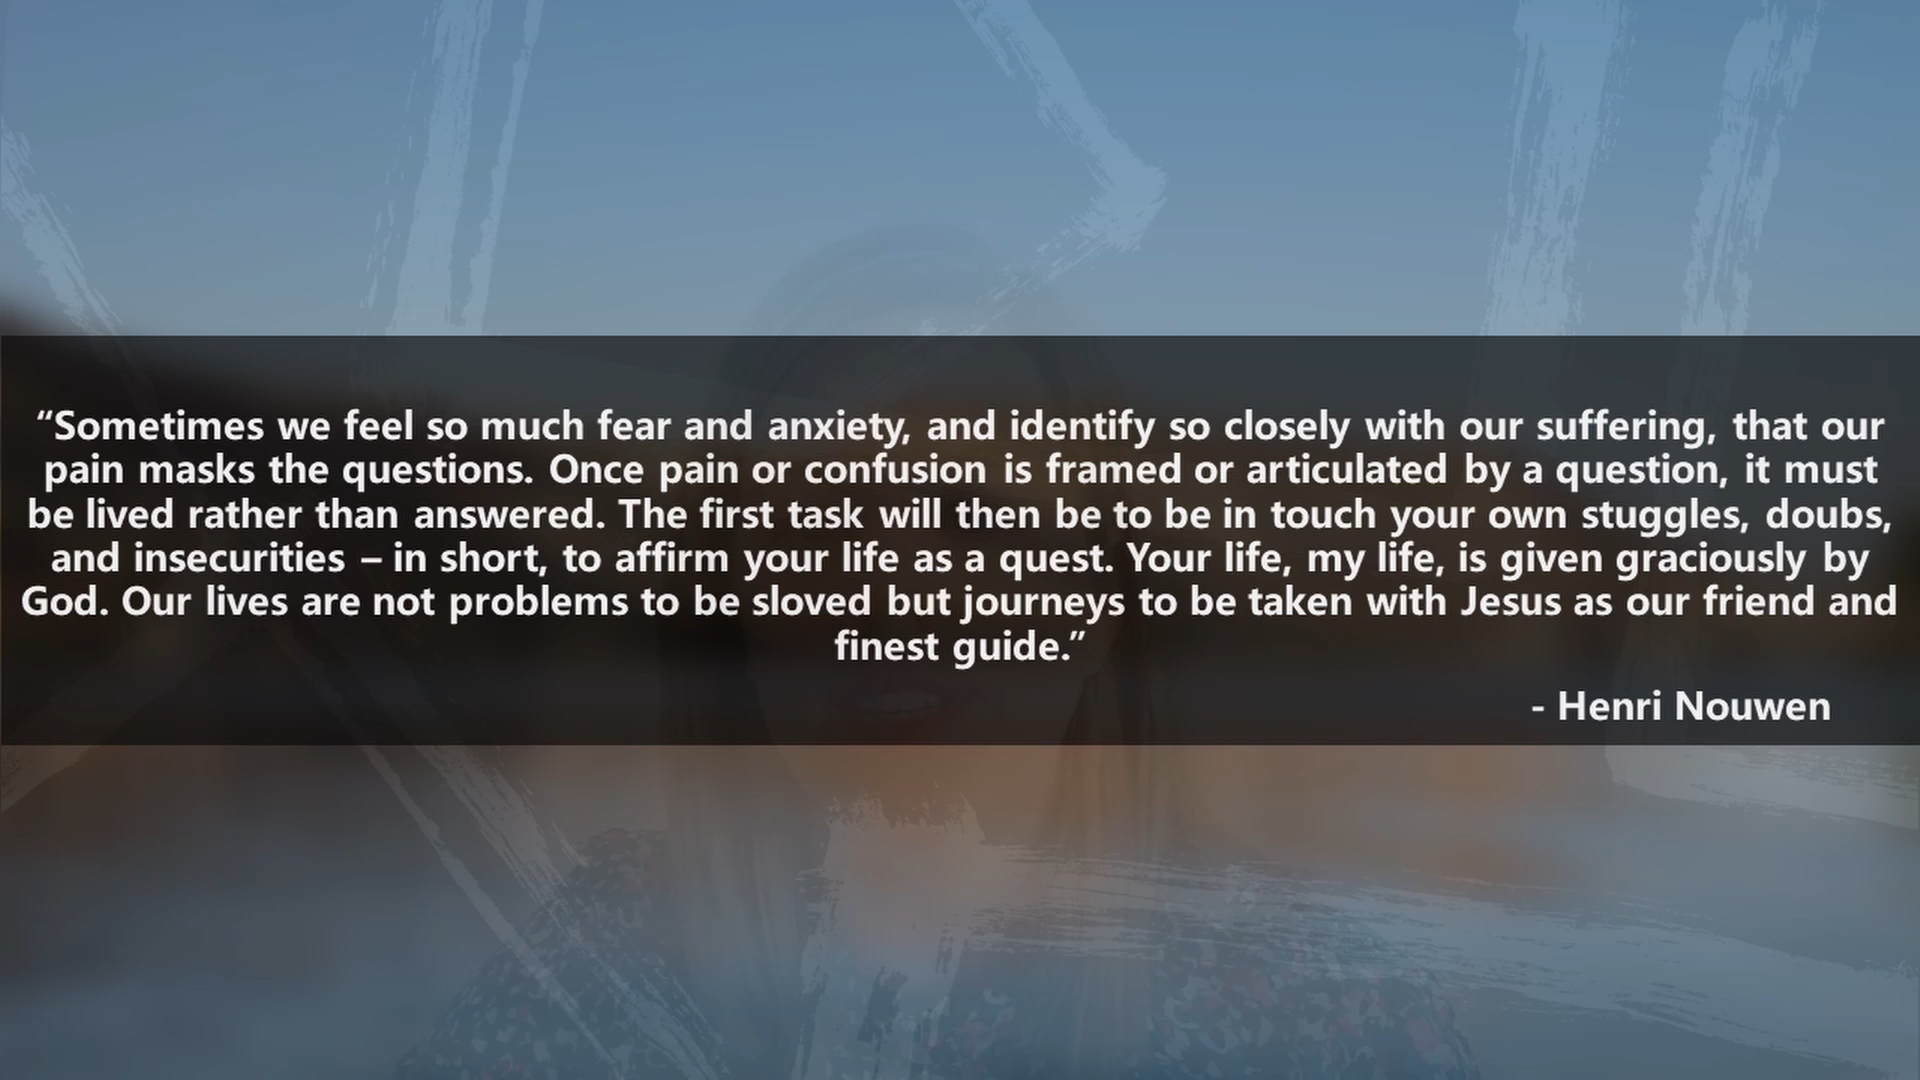 “Sometimes we feel so much fear and anxiety, and identify so closely with our suffering, that our
pain masks the questions. Once pain or confusion is framed or articulated by a question, it must
be lived rather than answered. The first task will then be to be in touch your own stuggles, doubs,
and insecurities – in short, to affirm your life as a quest. Your life, my life, is given graciously by
God. Our lives are not problems to be sloved but journeys to be taken with Jesus as our friend and
finest guide.”
- Henri Nouwen